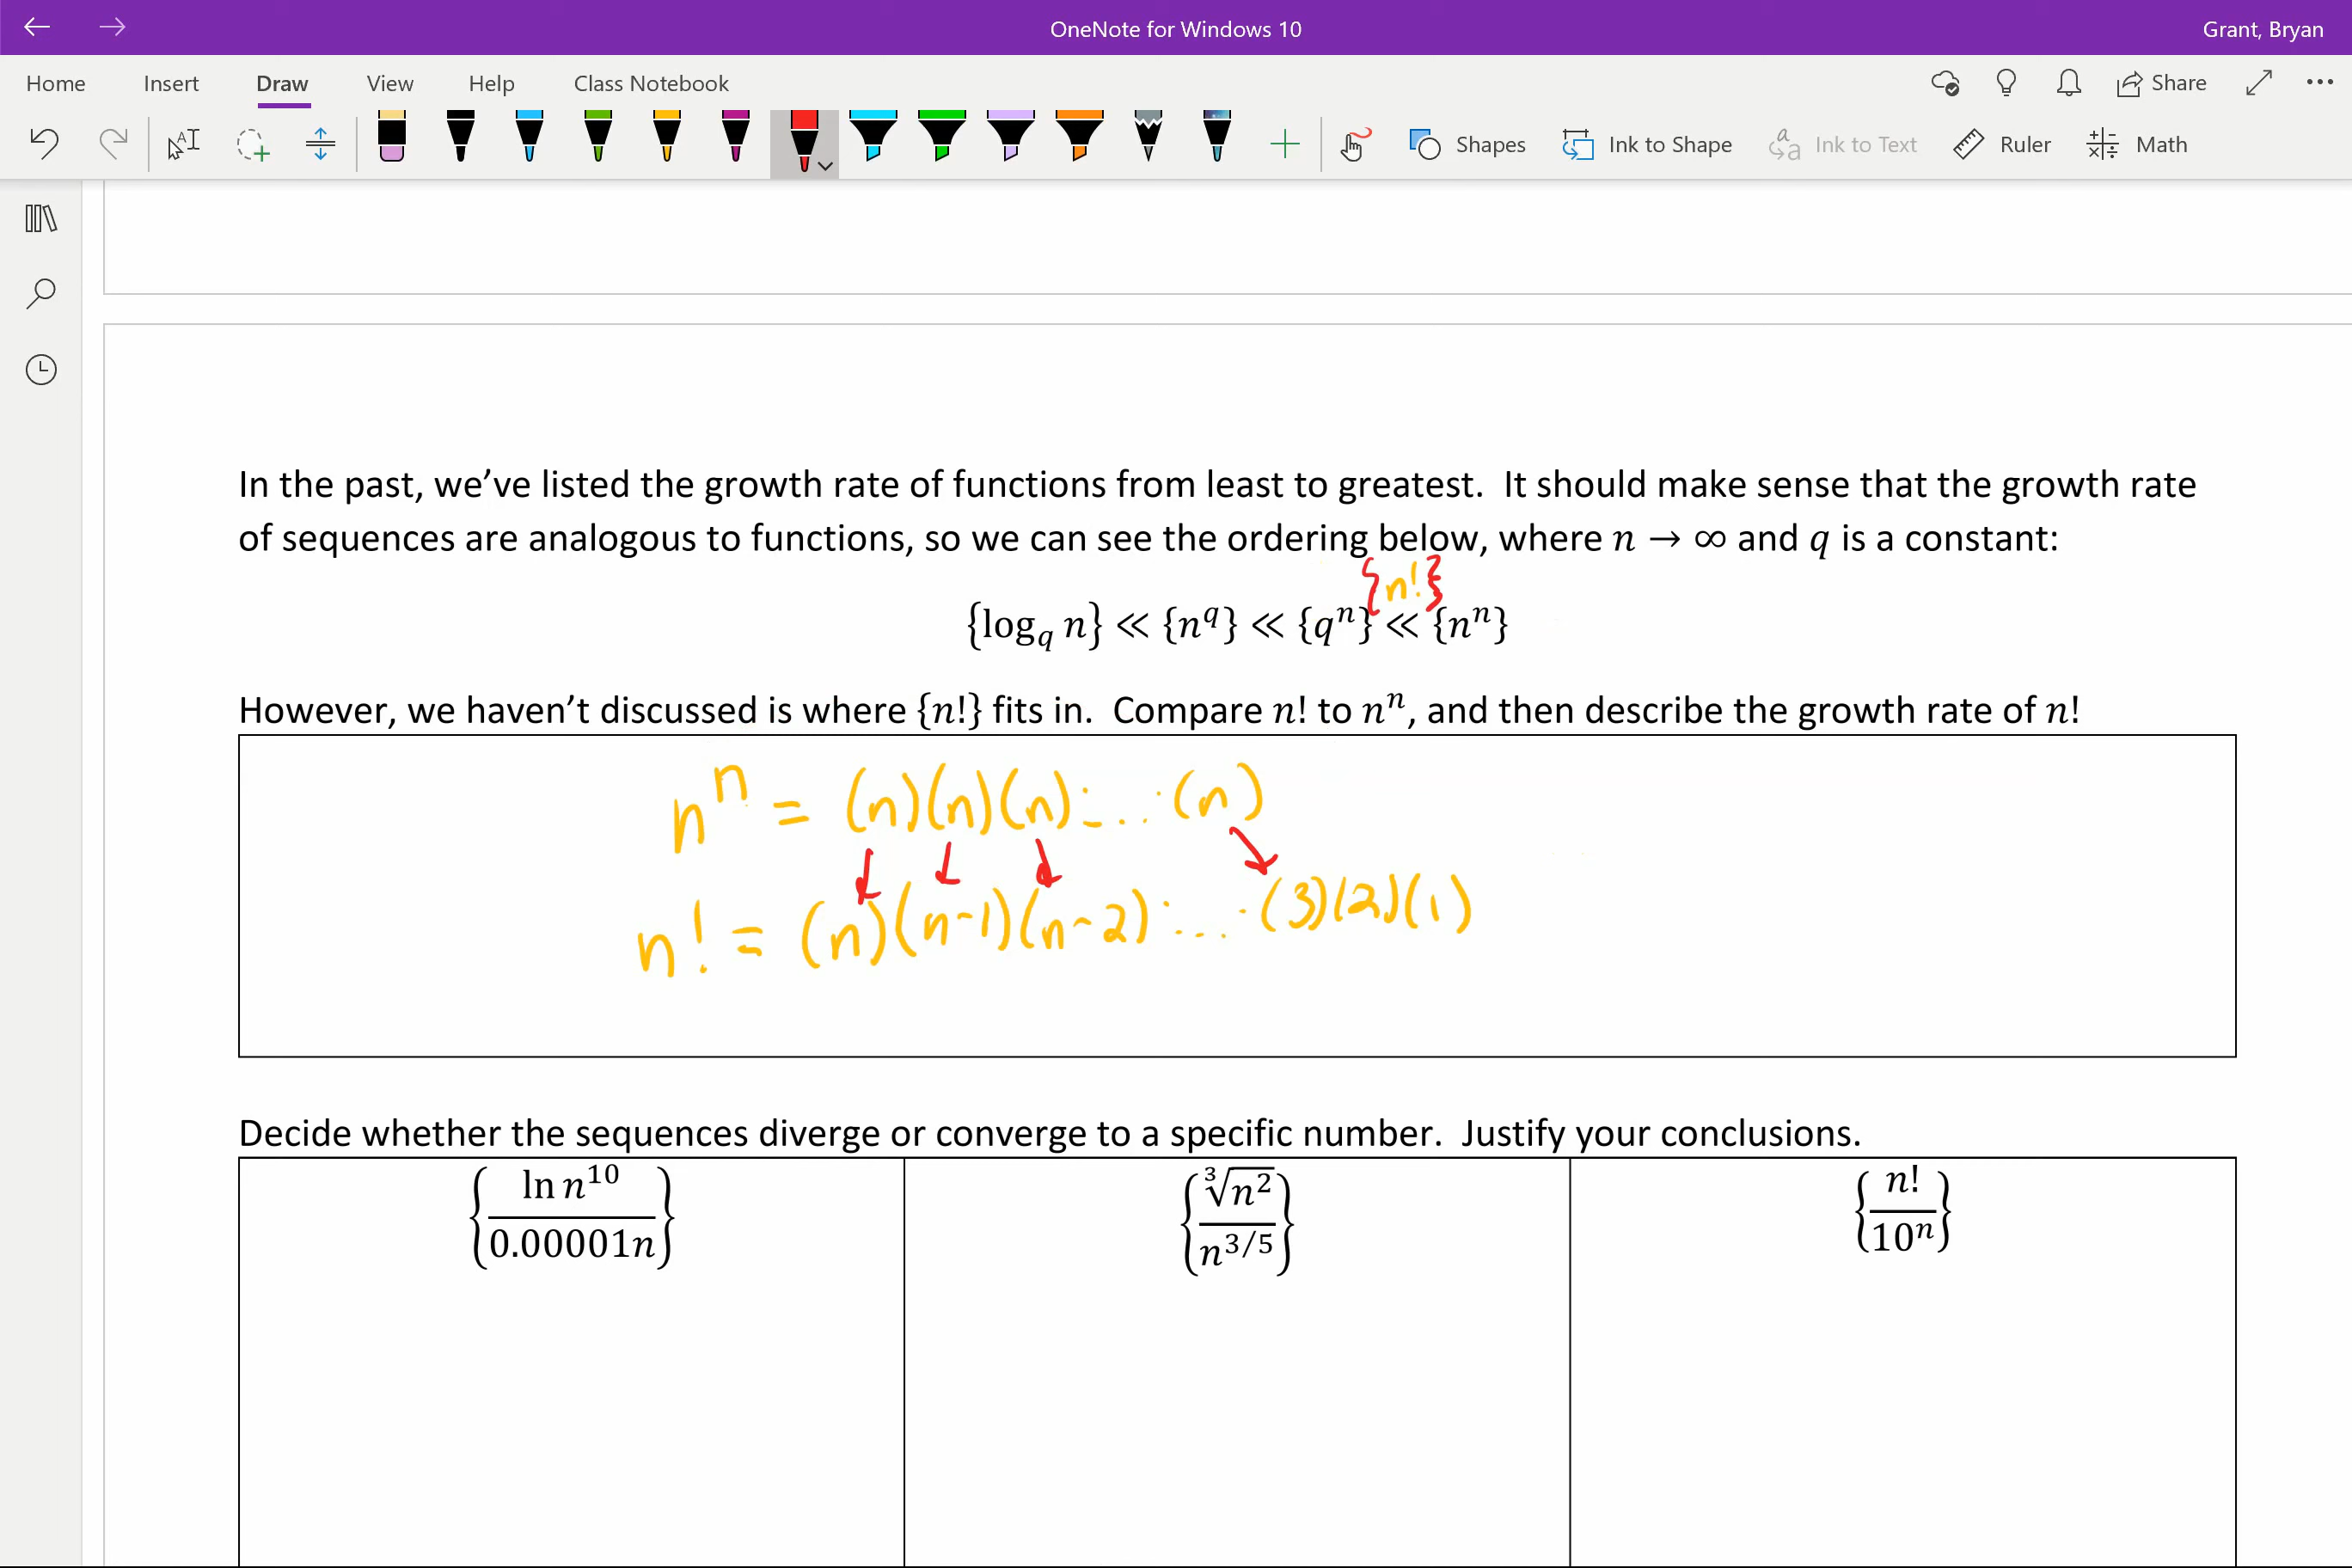 OneNote for Windows 10
Grant, Bryan
Home Insert Draw View Help Class Notebook Share
Shapes Ink to Shape Ink to Text Ruler Math
In the past, we've listed the growth rate of functions from least to greatest. It should make sense that the growth rate
of sequences are analogous to functions, so we can see the ordering below, where n → ∞ and q is a constant:
{n!}
{log_q n} ≪ {n^q} ≪ {q^n} ≪ {n^n}
However, we haven't discussed is where {n!} fits in. Compare n! to n^n, and then describe the growth rate of n!
n^n = (n)(n)(n)·....·(n)
n! = (n)(n-1)(n-2)·....·(3)(2)(1)
Decide whether the sequences diverge or converge to a specific number. Justify your conclusions.
{ln n^10 / 0.00001n} {∛n^2 / n^3/5} {n! / 10^n}